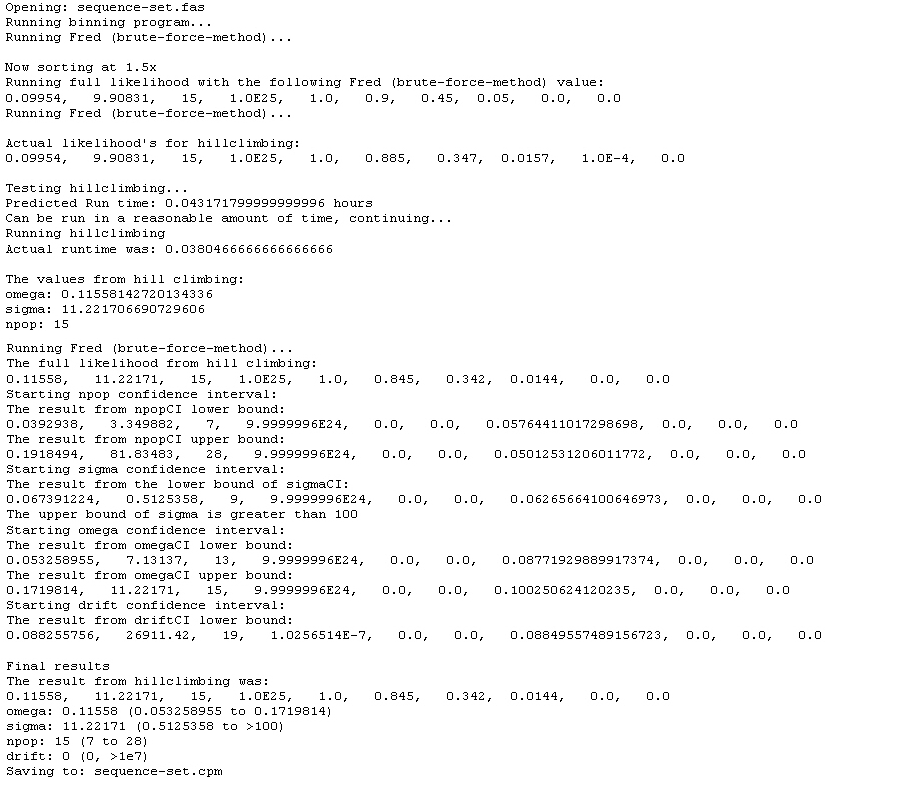 Opening: sequence-set.fas
Running binning program...
Running Fred (brute-force-method)...
Now sorting at 1.5x
Running full likelihood with the following Fred (brute-force-method) value:
0.09954, 9.90831, 15, 1.0E25, 1.0, 0.9, 0.45, 0.05, 0.0, 0.0
Running Fred (brute-force-method)...
Actual likelihood's for hillclimbing:
0.09954, 9.90831, 15, 1.0E25, 1.0, 0.885, 0.347, 0.0157, 1.0E-4, 0.0
Testing hillclimbing...
Predicted Run time: 0.043171799999999996 hours
Can be run in a reasonable amount of time, continuing...
Running hillclimbing
Actual runtime was: 0.0380466666666666666
The values from hill climbing:
omega: 0.11558142720134336
sigma: 11.221706690729606
npop: 15
Running Fred (brute-force-method)...
The full likelihood from hill climbing:
0.11558, 11.22171, 15, 1.0E25, 1.0, 0.845, 0.342, 0.0144, 0.0, 0.0
Starting npop confidence interval:
The result from npopCI lower bound:
0.0392938, 3.349882, 7, 9.9999996E24, 0.0, 0.0, 0.05764411017298698, 0.0, 0.0, 0.0
The result from npopCI upper bound:
0.1918494, 81.83483, 28, 9.9999996E24, 0.0, 0.0, 0.05012531206011772, 0.0, 0.0, 0.0
Starting sigma confidence interval:
The result from the lower bound of sigmaCI:
0.067391224, 0.5125358, 9, 9.9999996E24, 0.0, 0.0, 0.06265664100646973, 0.0, 0.0, 0.0
The upper bound of sigma is greater than 100
Starting omega confidence interval:
The result from omegaCI lower bound:
0.053258955, 7.13137, 13, 9.9999996E24, 0.0, 0.0, 0.08771929889917374, 0.0, 0.0, 0.0
The result from omegaCI upper bound:
0.1719814, 11.22171, 15, 9.9999996E24, 0.0, 0.0, 0.100250624120235, 0.0, 0.0, 0.0
Starting drift confidence interval:
The result from driftCI lower bound:
0.088255756, 26911.42, 19, 1.0256514E-7, 0.0, 0.0, 0.08849557489156723, 0.0, 0.0, 0.0
Final results
The result from hillclimbing was:
0.11558, 11.22171, 15, 1.0E25, 1.0, 0.845, 0.342, 0.0144, 0.0, 0.0
omega: 0.11558 (0.053258955 to 0.1719814)
sigma: 11.22171 (0.5125358 to >100)
npop: 15 (7 to 28)
drift: 0 (0, >1e7)
Saving to: sequence-set.cpm